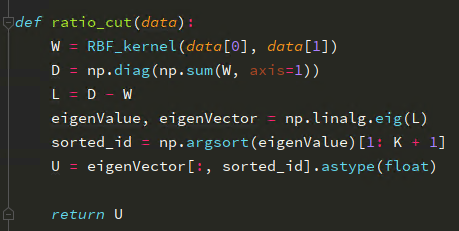 def ratio_cut(data):
    W = RBF_kernel(data[0], data[1])
    D = np.diag(np.sum(W, axis=1))
    L = D - W
    eigenValue, eigenVector = np.linalg.eig(L)
    sorted_id = np.argsort(eigenValue)[1: K + 1]
    U = eigenVector[:, sorted_id].astype(float)
    return U